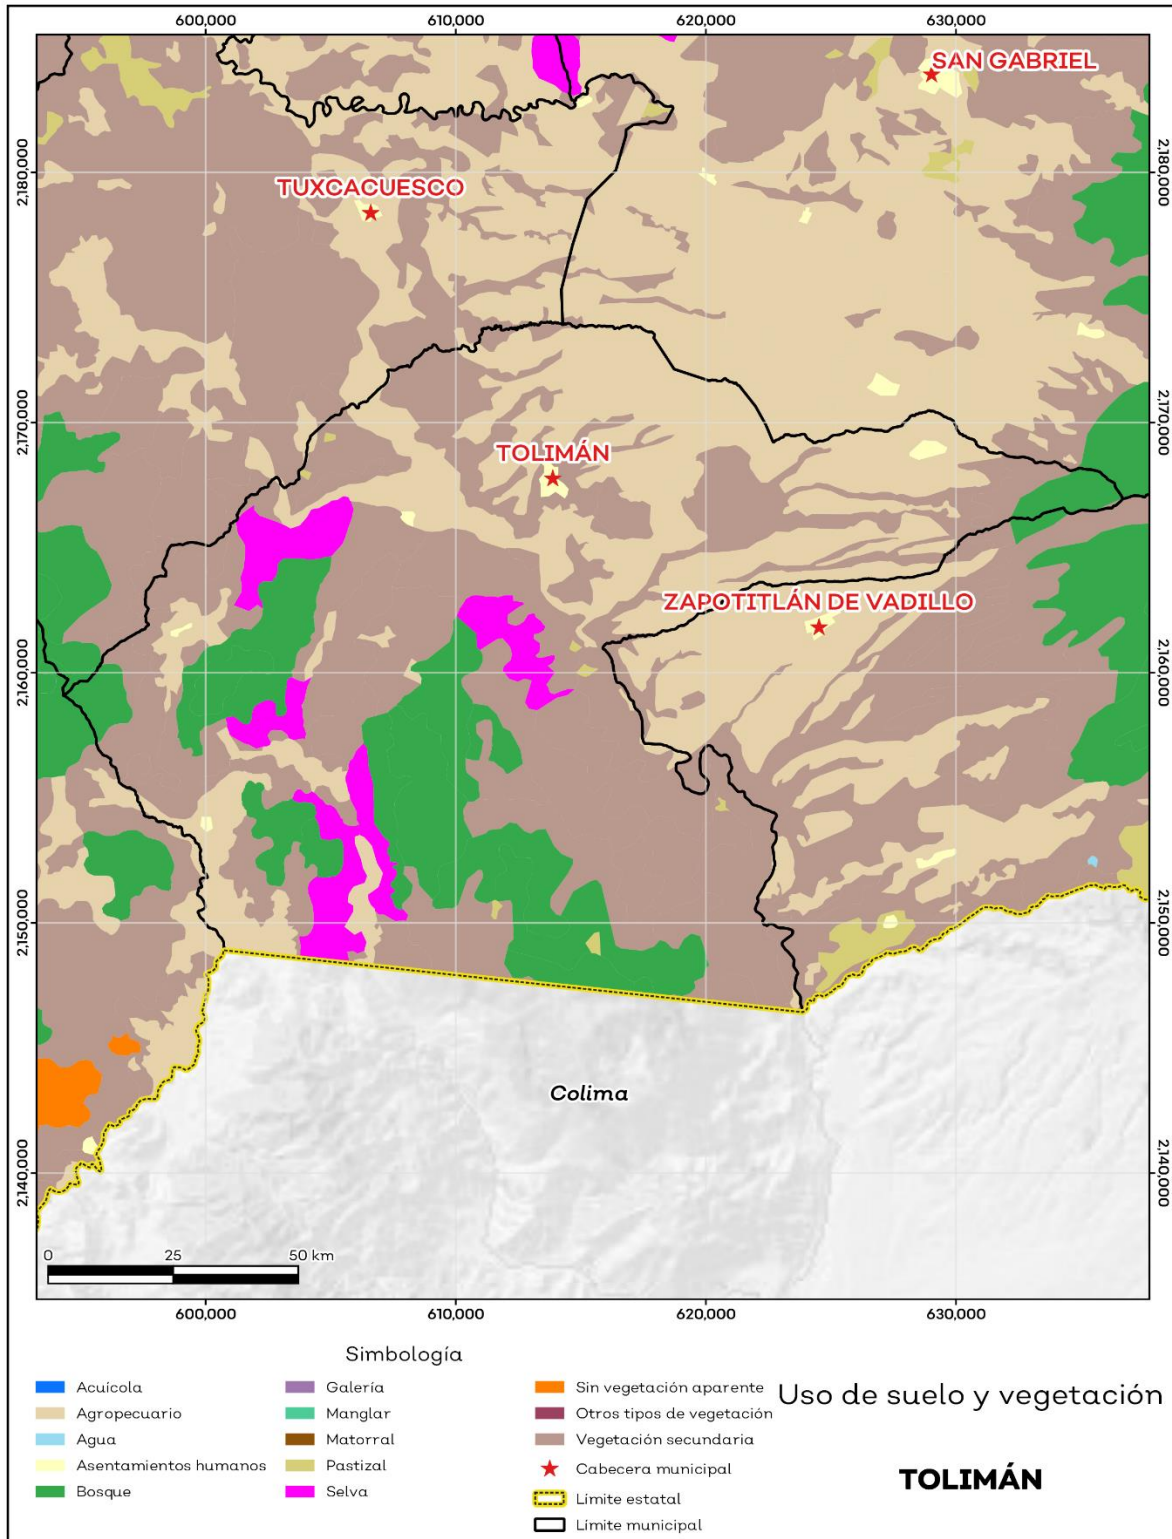 600,000 610,000 620,000 630,000
SAN GABRIEL
2,180,000 2,180,000
TUXCACUESCO
2,170,000 2,170,000
TOLIMÁN
ZAPOTITLÁN DE VADILLO
2,160,000 2,160,000
2,150,000 2,150,000
Colima
2,140,000 2,140,000
0 25 50 km
600,000 610,000 620,000 630,000
Simbología
Acuícola
Agropecuario
Agua
Asentamientos humanos
Bosque
Galería
Manglar
Matorral
Pastizal
Selva
Sin vegetación aparente
Otros tipos de vegetación
Vegetación secundaria
Cabecera municipal
Límite estatal
Límite municipal
Uso de suelo y vegetación
TOLIMÁN